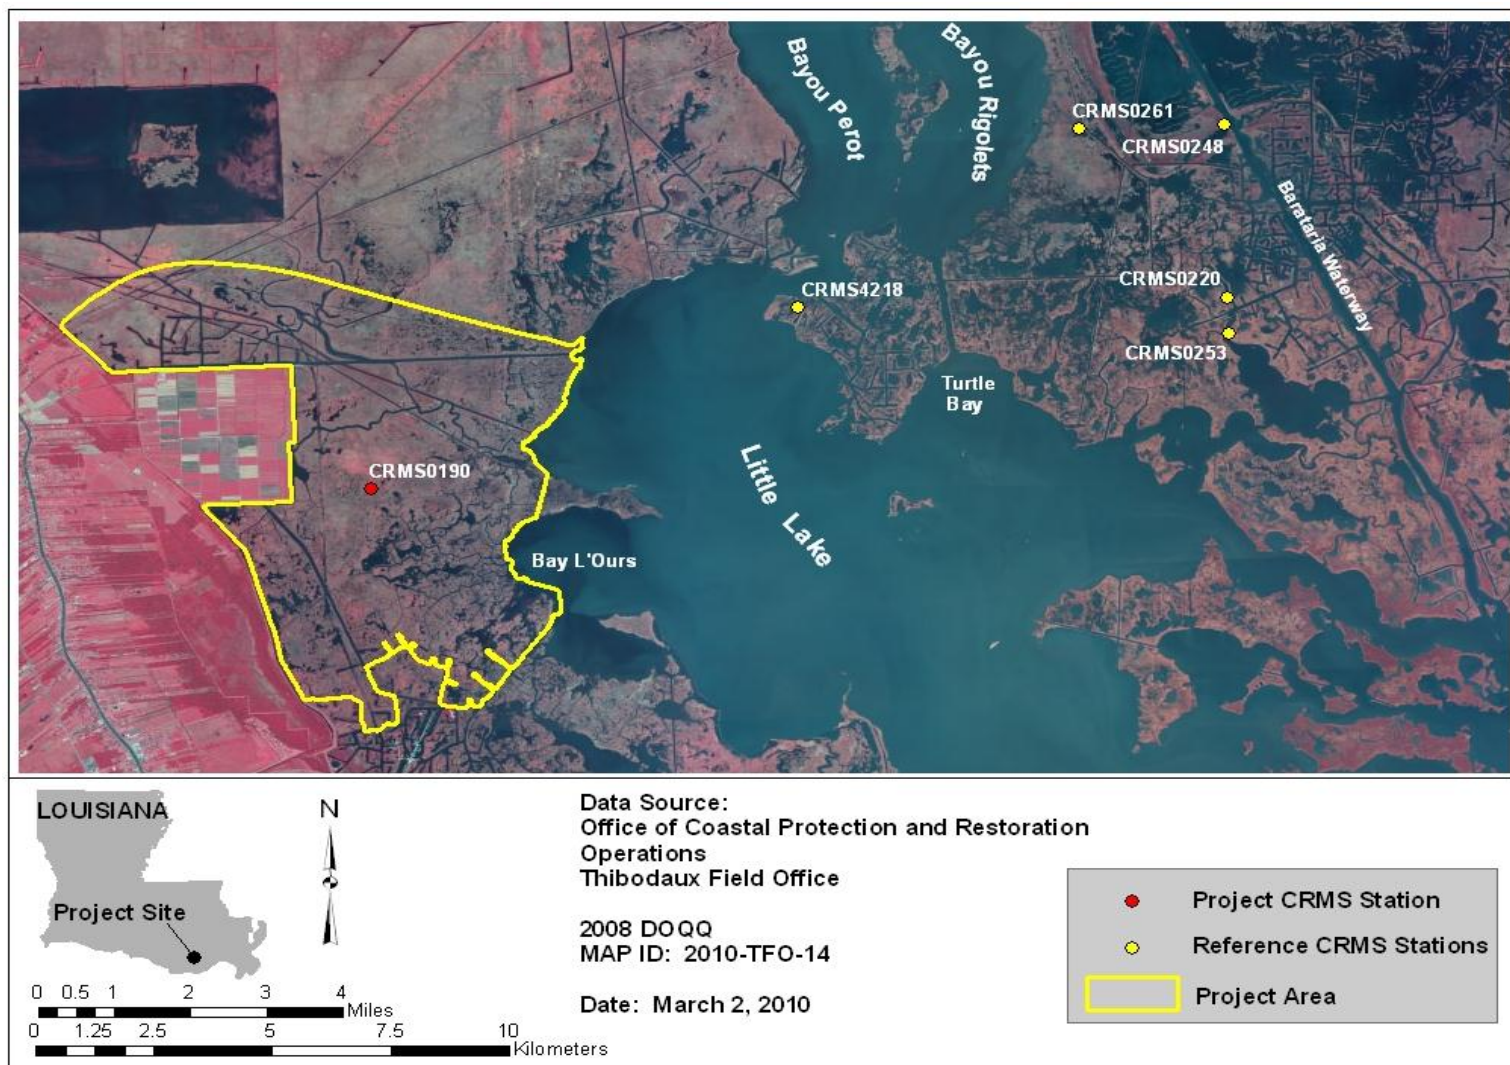 Bayou Perot
Bayou Rigolets
CRMS0261
CRMS0248
Barataria Waterway
CRMS4218
CRMS0220
CRMS0253
Turtle
Bay
CRMS0190
Little Lake
Bay L'Ours
LOUISIANA
Project Site
N
0 0.5 1 2 3 4
Miles
0 1.25 2.5 5 7.5 10
Kilometers
Data Source:
Office of Coastal Protection and Restoration
Operations
Thibodaux Field Office
2008 DOQQ
MAP ID: 2010-TFO-14
Date: March 2, 2010
Project CRMS Station
Reference CRMS Stations
Project Area